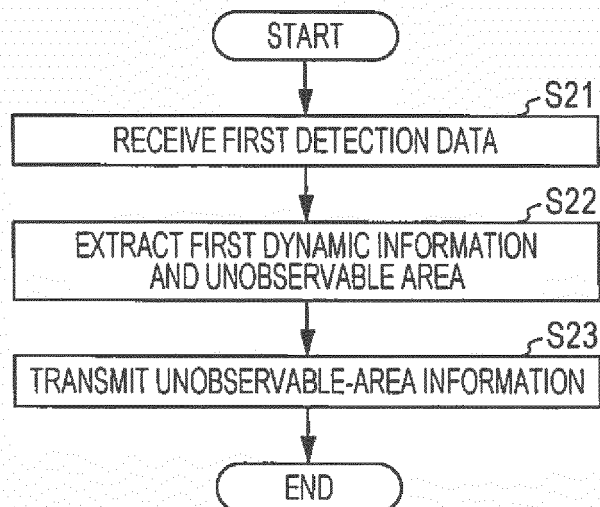 START
S21
RECEIVE FIRST DETECTION DATA
S22
EXTRACT FIRST DYNAMIC INFORMATION
AND UNOBSERVABLE AREA
S23
TRANSMIT UNOBSERVABLE-AREA INFORMATION
END